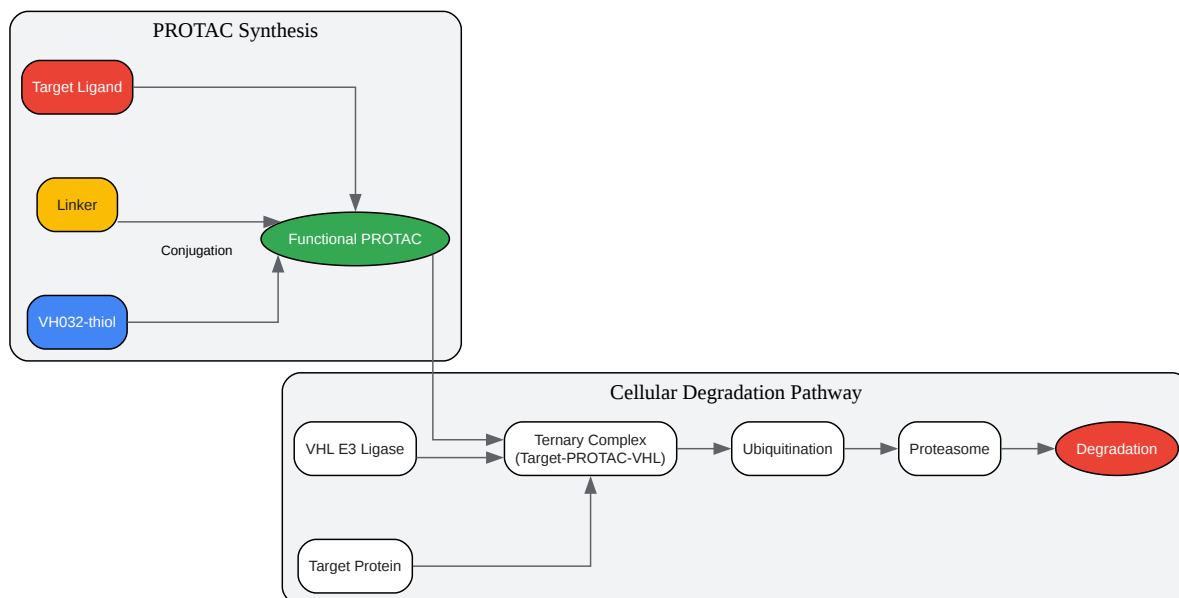 PROTAC Synthesis
Target Ligand
Linker
Functional PROTAC
Conjugation
VH032-thiol
Cellular Degradation Pathway
VHL E3 Ligase
Ternary Complex
(Target-PROTAC-VHL)
Ubiquitination
Proteasome
Degradation
Target Protein